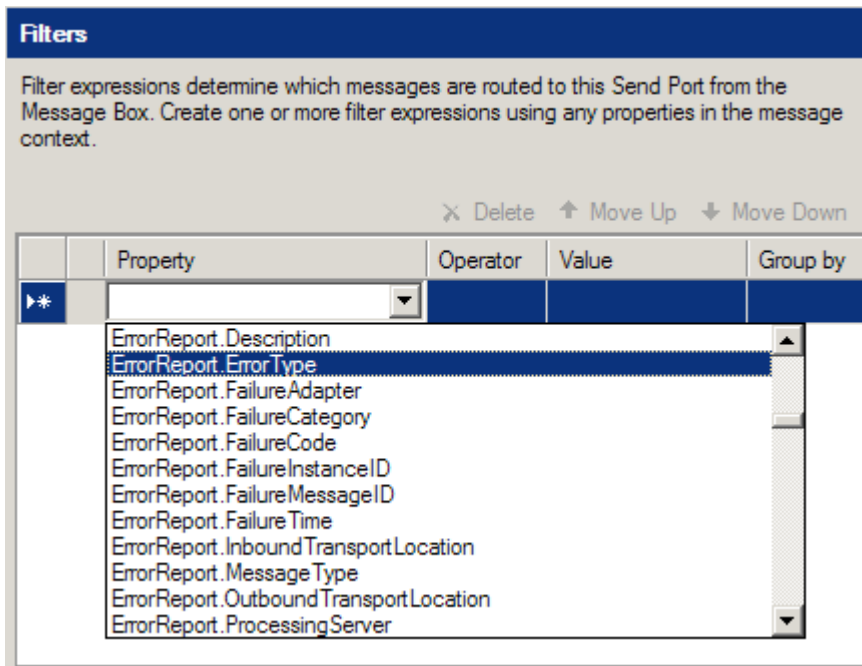 Filters
Filter expressions determine which messages are routed to this Send Port from the
Message Box. Create one or more filter expressions using any properties in the message
context.
Delete Move Up Move Down
Property Operator Value Group by
ErrorReport.Description
ErrorReport.ErrorType
ErrorReport.FailureAdapter
ErrorReport.FailureCategory
ErrorReport.FailureCode
ErrorReport.FailureInstanceID
ErrorReport.FailureMessageID
ErrorReport.FailureTime
ErrorReport.InboundTransportLocation
ErrorReport.MessageType
ErrorReport.OutboundTransportLocation
ErrorReport.ProcessingServer